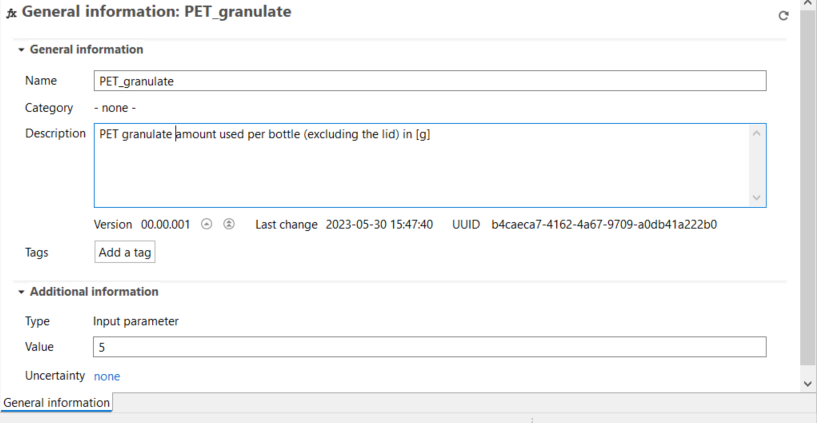 General information: PET_granulate
General information
Name PET_granulate
Category - none -
Description PET granulate amount used per bottle (excluding the lid) in [g]
Version 00.00.001 Last change 2023-05-30 15:47:40 UUID b4caeca7-4162-4a67-9709-a0db41a222b0
Tags Add a tag
Additional information
Type Input parameter
Value 5
Uncertainty none
General information